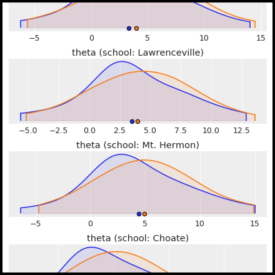 −5 0 5 10 15
theta (school: Lawrenceville)
−5.0 −2.5 0.0 2.5 5.0 7.5 10.0 12.5
theta (school: Mt. Hermon)
−5 0 5 10 15
theta (school: Choate)